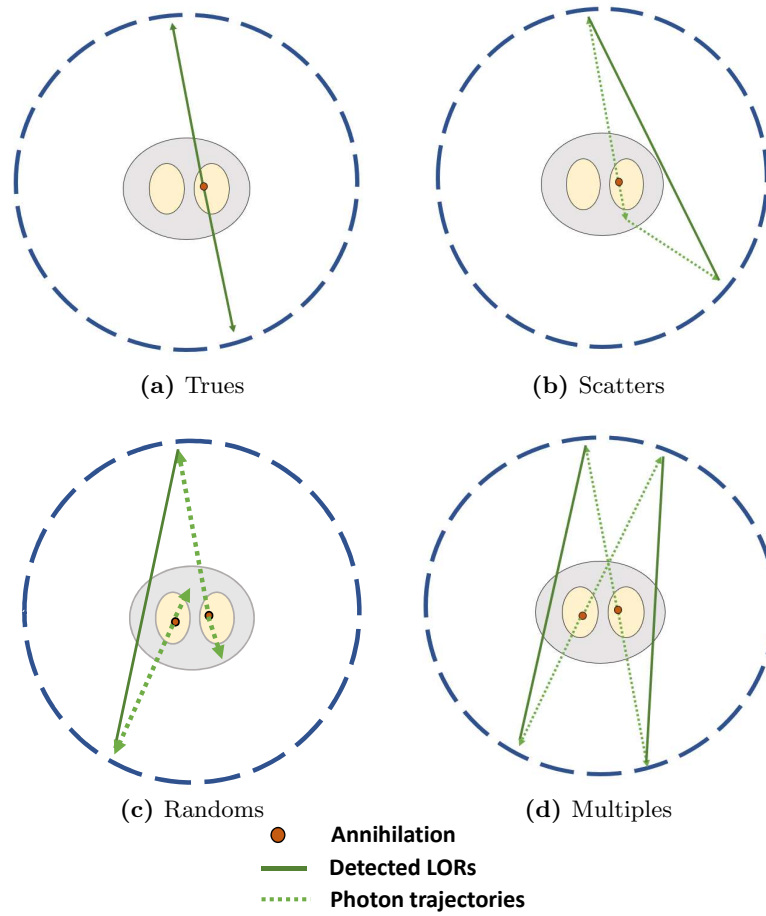 (a) Trues
(b) Scatters
(c) Randoms
(d) Multiples
Annihilation
Detected LORs
Photon trajectories